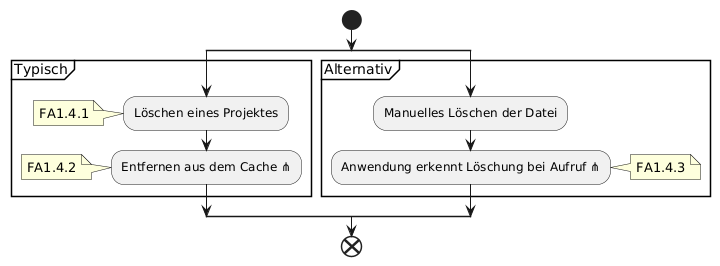 Typisch
Alternativ
FA1.4.1
Löschen eines Projektes
Manuelles Löschen der Datei
FA1.4.2
Entfernen aus dem Cache ⋔
Anwendung erkennt Löschung bei Aufruf ⋔
FA1.4.3